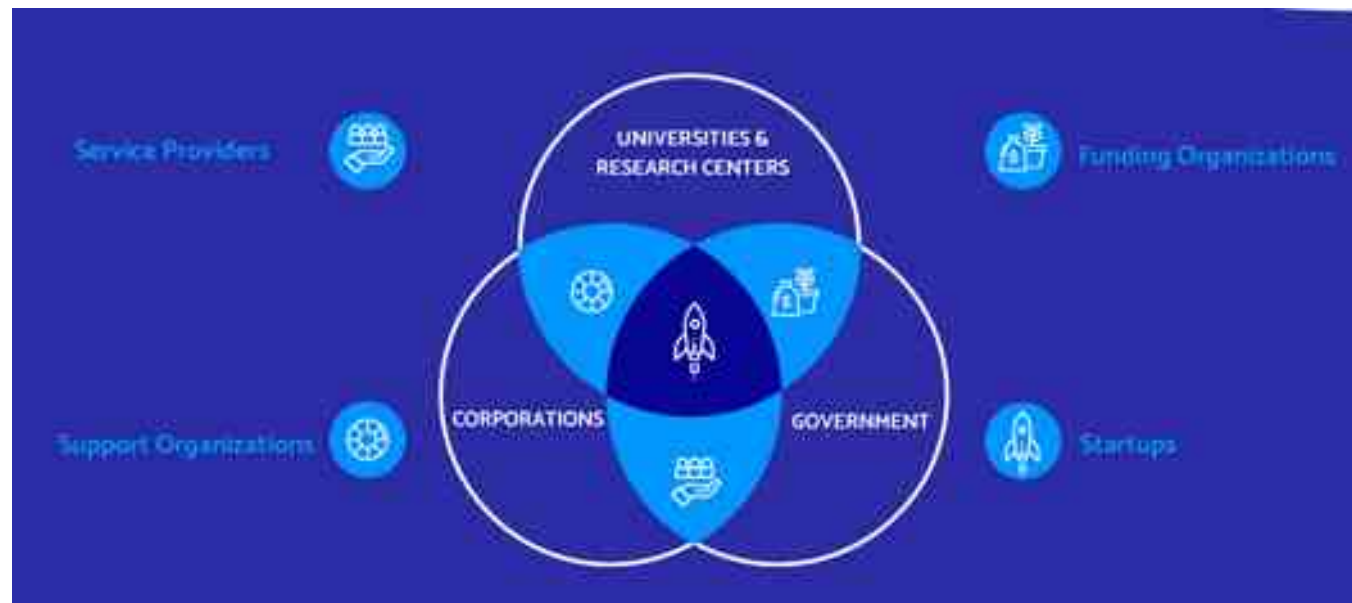 UNIVERSITIES &
RESEARCH CENTERS
Service Providers
Funding Organizations
CORPORATIONS
GOVERNMENT
Support Organizations
Startups